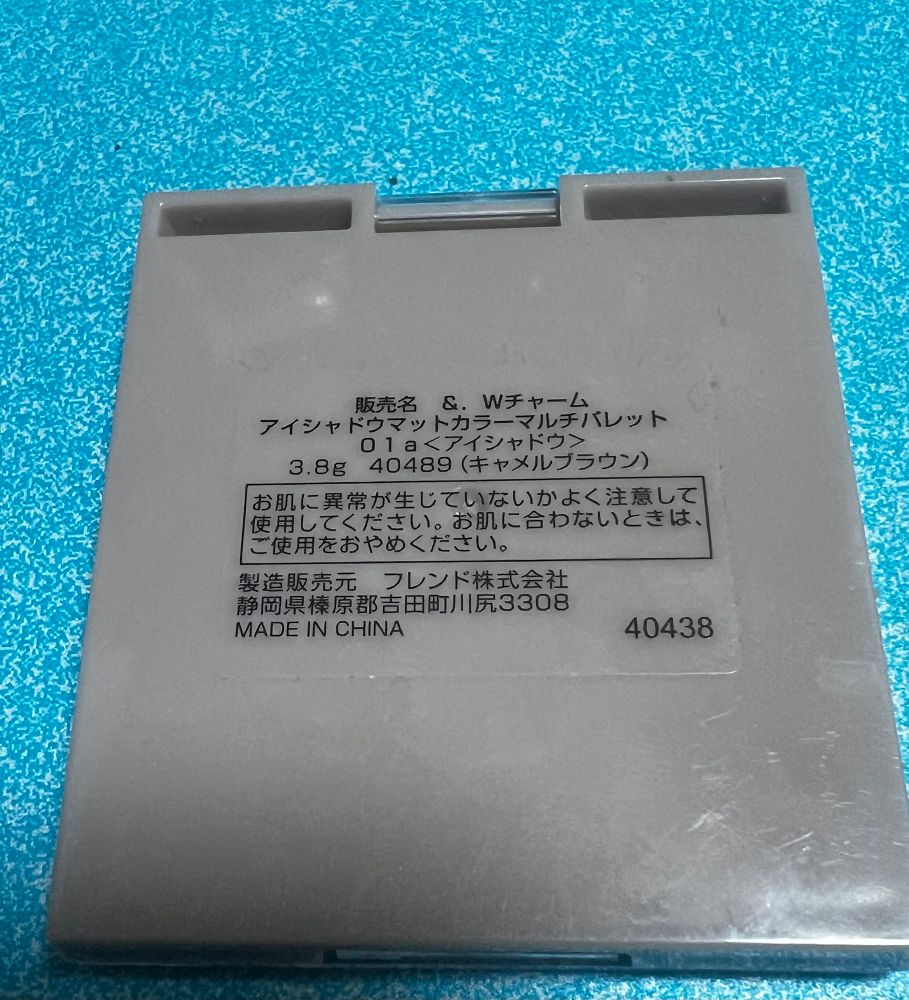 販売名　&.　Wチャーム
アイシャドウマットカラーマルチパレット
01a<アイシャドウ>
3.8g　40489(キャメルブラウン)
お肌に異常が生じていないかよく注意して
使用してください。お肌に合わないときは、
ご使用をおやめください。
製造販売元　フレンド株式会社
静岡県榛原郡吉田町川尻3308
MADE IN CHINA　40438